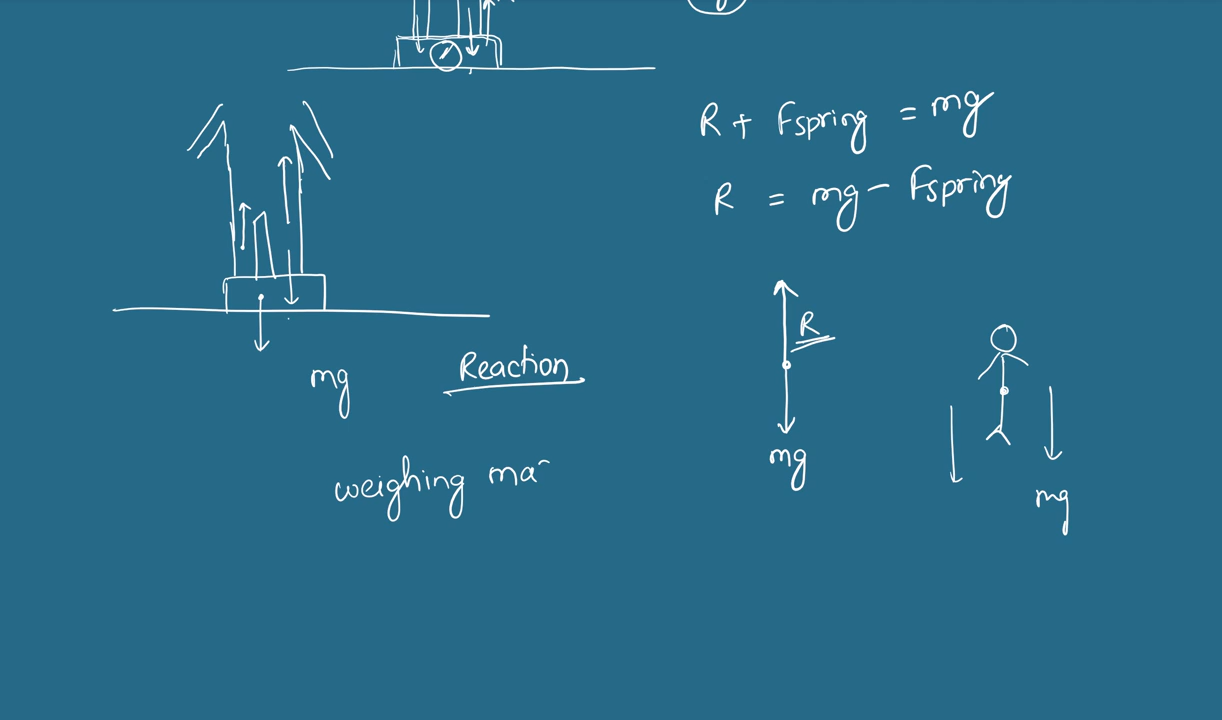 R + Fspring = mg
R = mg - Fspring
R
mg
Reaction
mg
weighing ma
mg